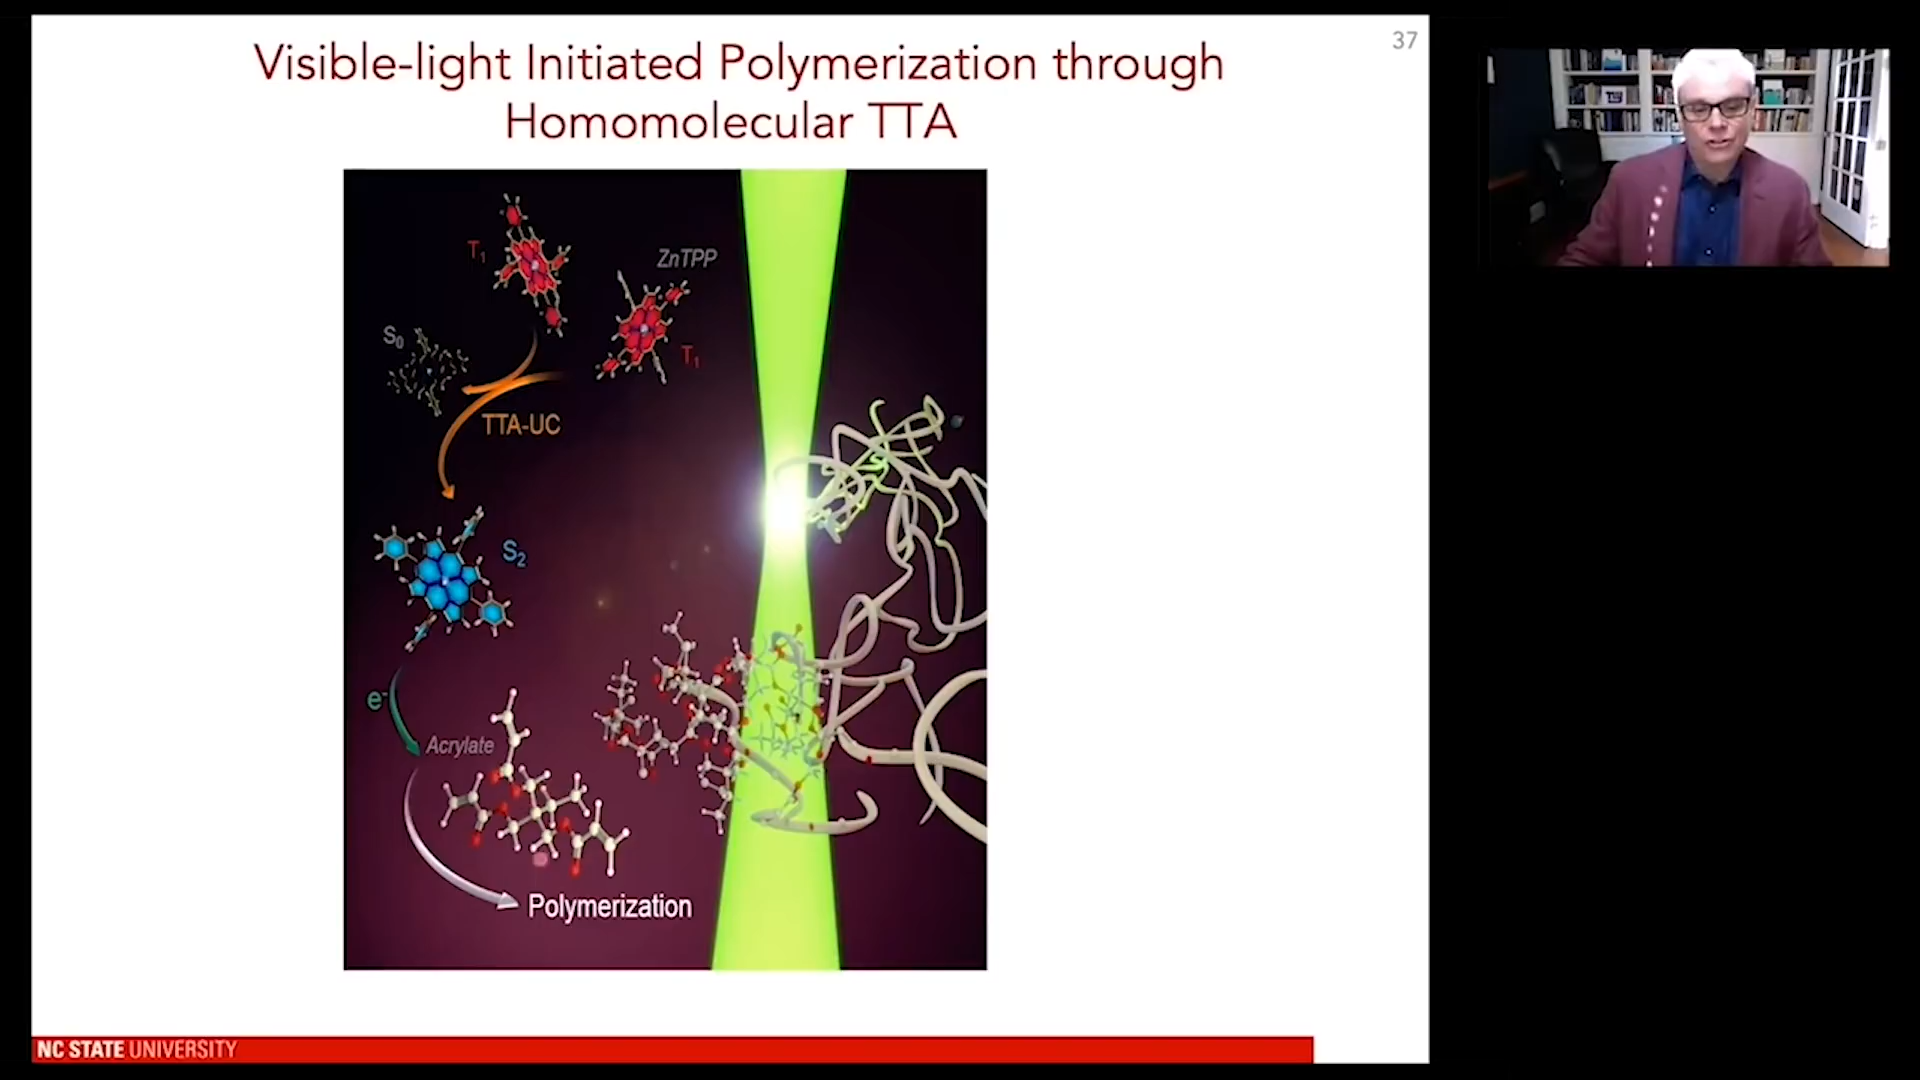 37
Visible-light Initiated Polymerization through
Homomolecular TTA
T₁
ZnTPP
S₀
T₁
TTA-UC
S₂
e⁻
Acrylate
Polymerization
NC STATE UNIVERSITY